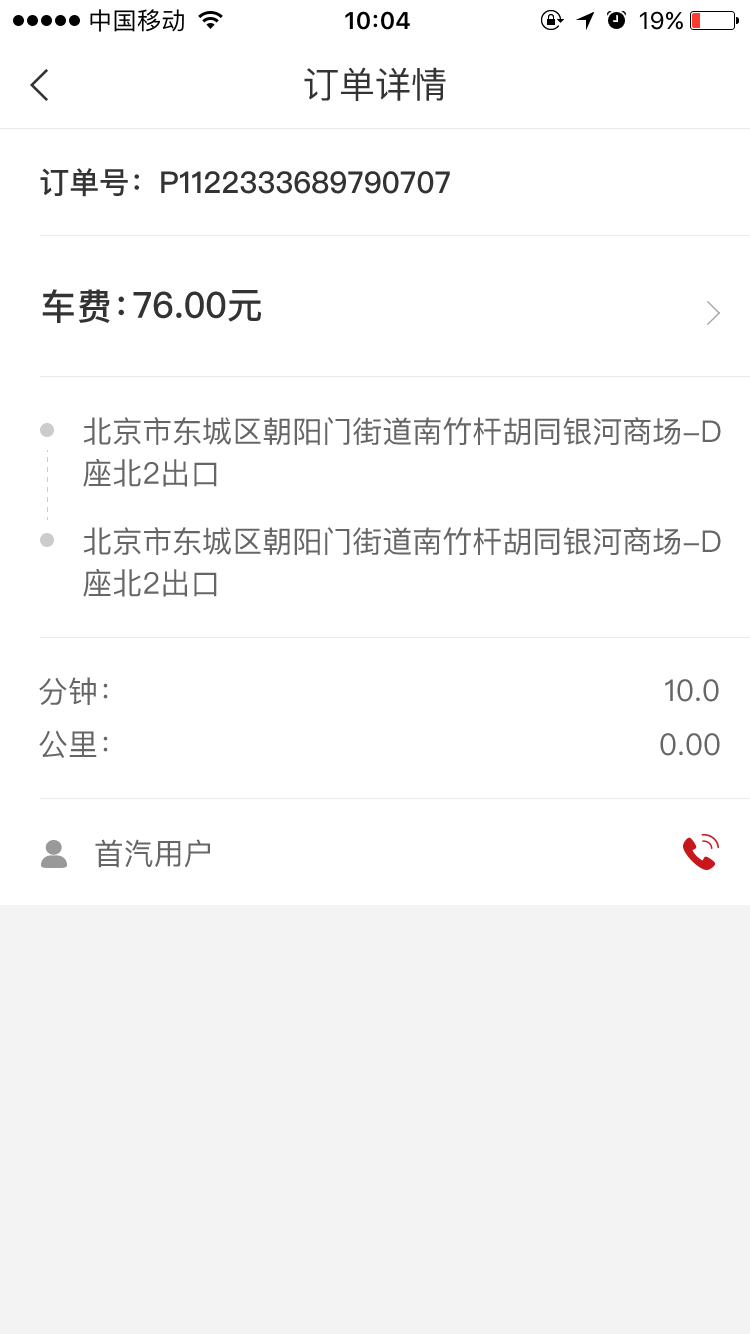 中国移动 10:04 19%
订单详情
订单号：P1122333689790707
车费：76.00元
北京市东城区朝阳门街道南竹杆胡同银河商场-D
座北2出口
北京市东城区朝阳门街道南竹杆胡同银河商场-D
座北2出口
分钟： 10.0
公里： 0.00
首汽用户